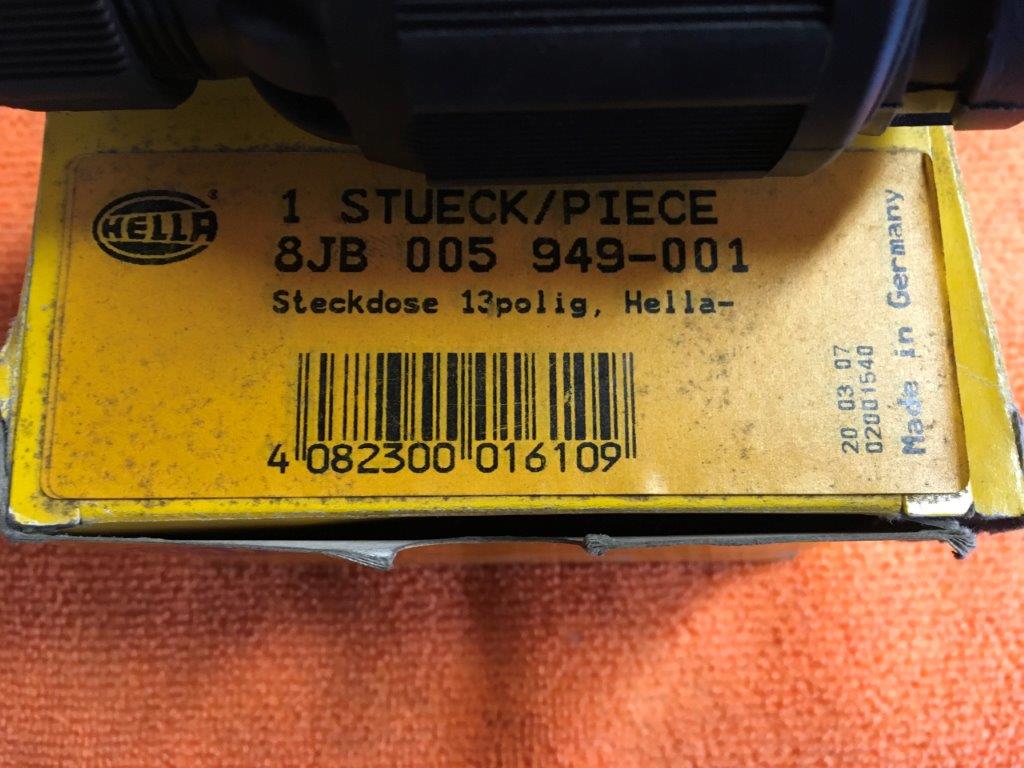 HELLA
1 STUECK/PIECE
8JB 005 949-001
Steckdose 13polig, Hella-
4 082300 016109
20 03 07
02001540
Made in Germany